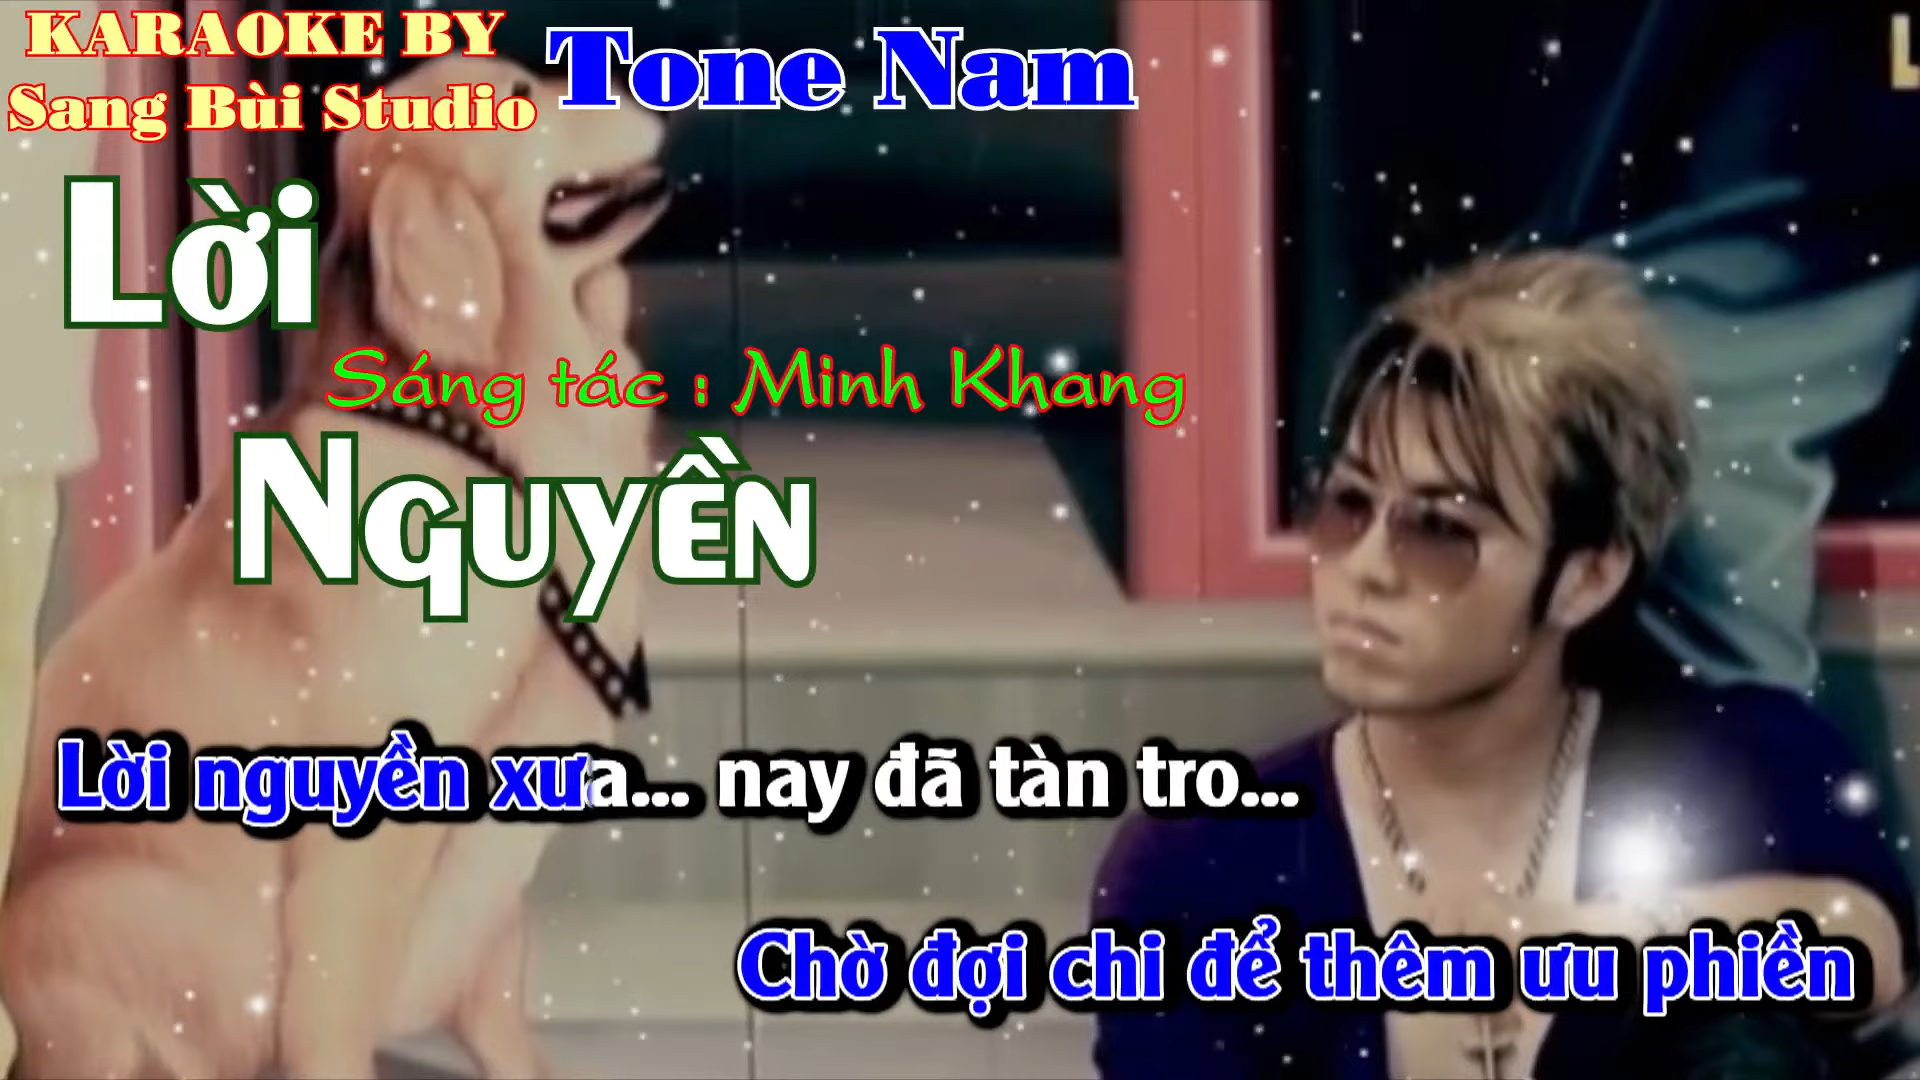 KARAOKE BY
Sang Bùi Studio
Tone Nam
L
Lời
Sáng tác : Minh Khang
Nguyền
Lời nguyền xưa... nay đã tàn tro...
Chờ đợi chi để thêm ưu phiền